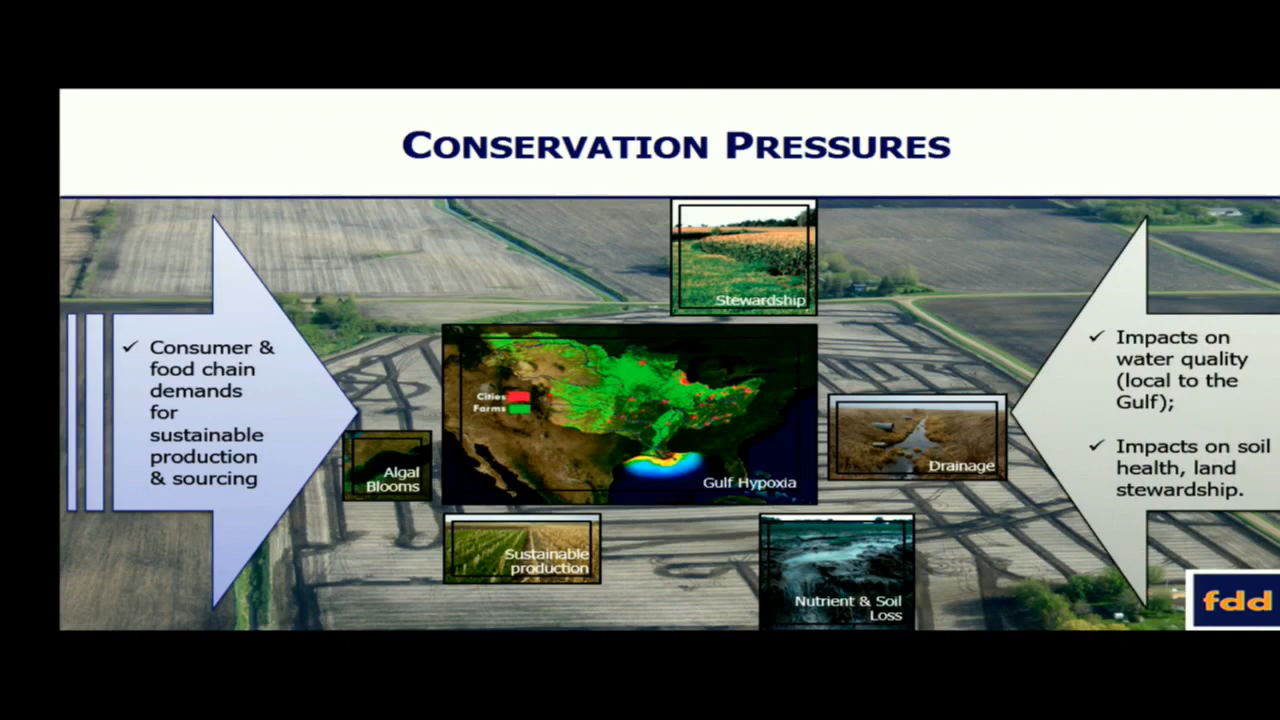 CONSERVATION PRESSURES
Stewardship
Consumer &
food chain
demands
for
sustainable
production
& sourcing
Cities
Farms
Gulf Hypoxia
Algal
Blooms
Drainage
Sustainable
production
Nutrient & Soil
Loss
Impacts on
water quality
(local to the
Gulf);
Impacts on soil
health, land
stewardship.
fdd